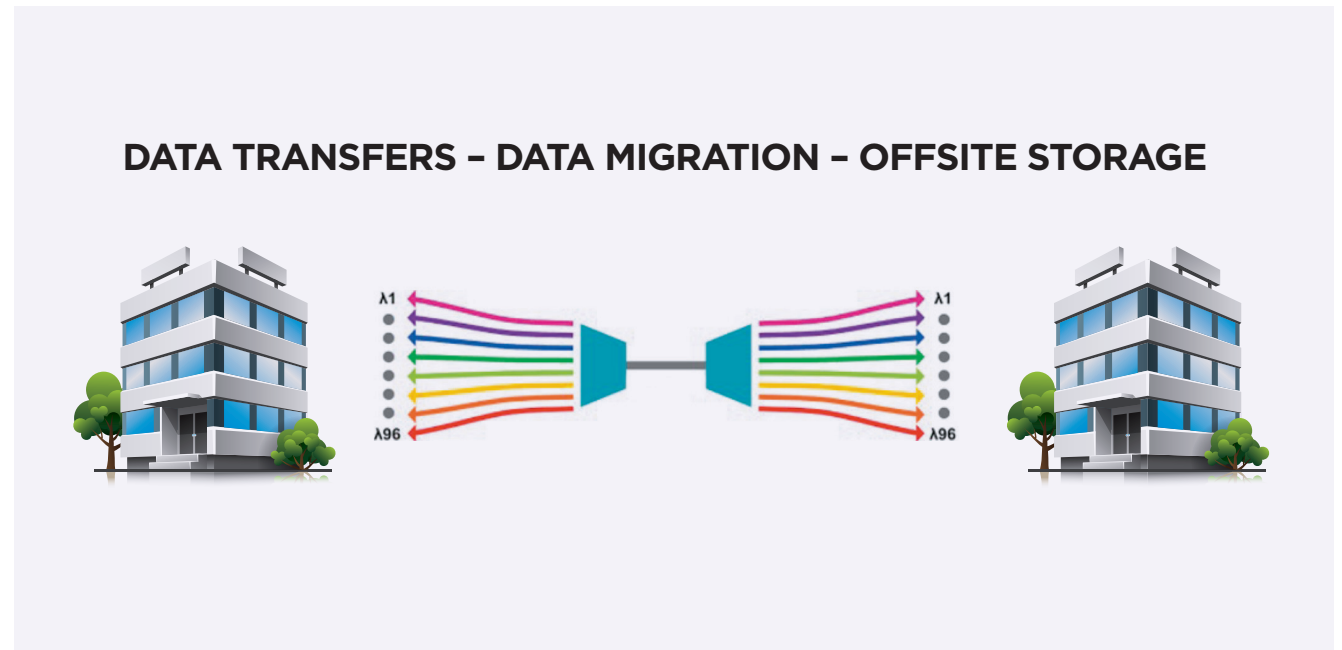 DATA TRANSFERS – DATA MIGRATION – OFFSITE STORAGE
λ1
λ1
λ96
λ96